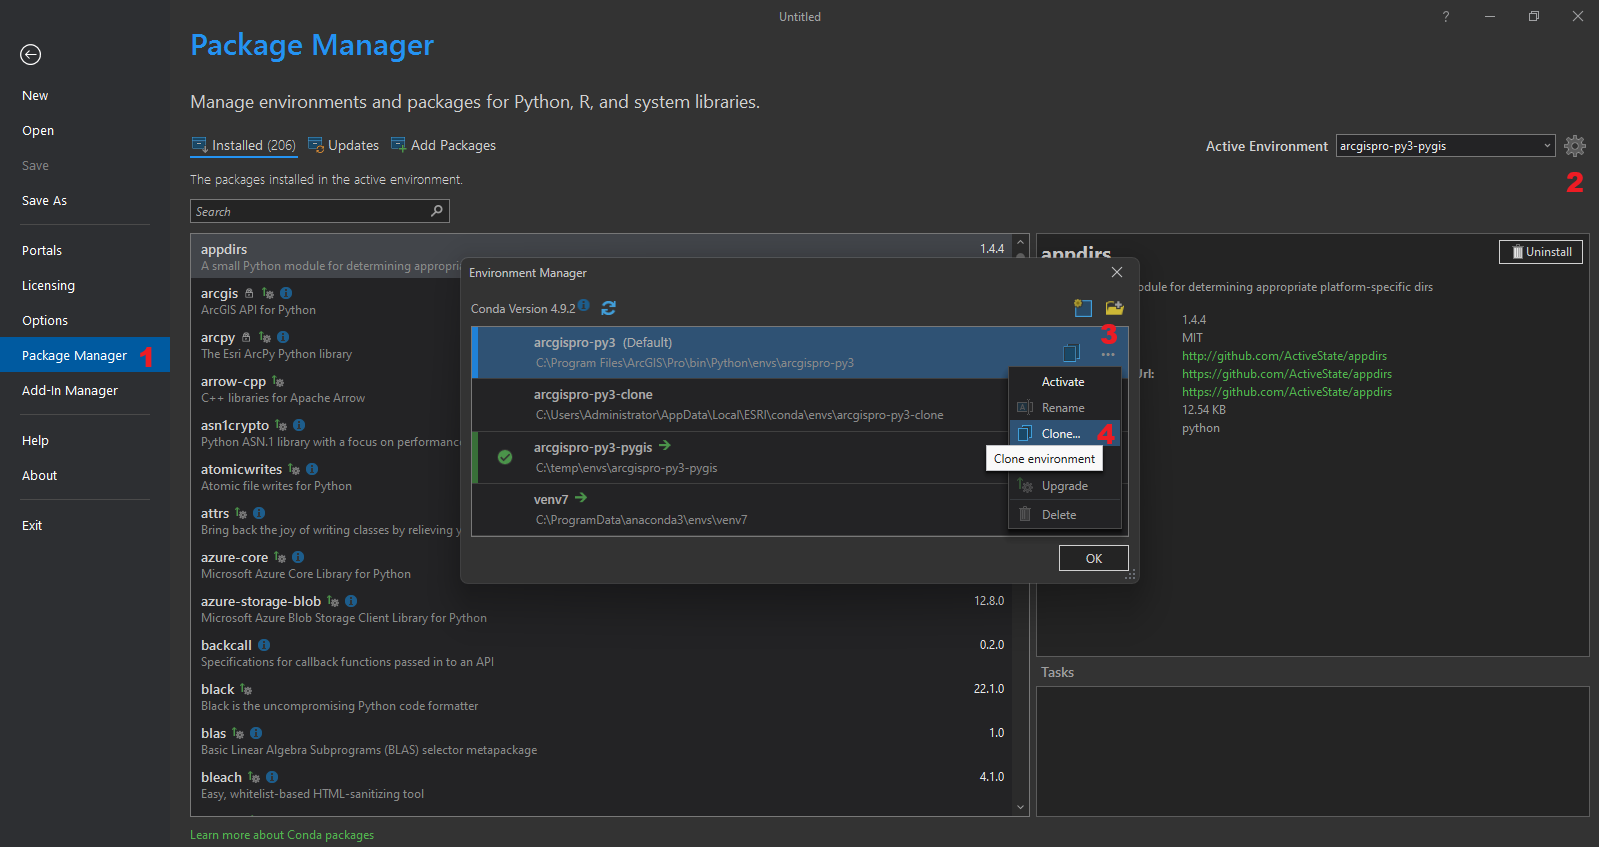 Untitled
?
Package Manager
New
Open
Save
Save As
Portals
Licensing
Options
Package Manager 1
Add-In Manager
Help
About
Exit
Manage environments and packages for Python, R, and system libraries.
Installed (206) Updates Add Packages
Active Environment arcgispro-py3-pygis
2
The packages installed in the active environment.
Search
appdirs 1.4.4
A small Python module for determining appropri
arcgis
ArcGIS API for Python
arcpy
The Esri ArcPy Python library
arrow-cpp
C++ libraries for Apache Arrow
asn1crypto
Python ASN.1 library with a focus on performance
atomicwrites
Atomic file writes for Python
attrs
Bring back the joy of writing classes by relieving y
azure-core
Microsoft Azure Core Library for Python
azure-storage-blob 12.8.0
Microsoft Azure Blob Storage Client Library for Python
backcall 0.2.0
Specifications for callback functions passed in to an API
black 22.1.0
Black is the uncompromising Python code formatter
blas 1.0
Basic Linear Algebra Subprograms (BLAS) selector metapackage
bleach 4.1.0
Easy, whitelist-based HTML-sanitizing tool
Learn more about Conda packages
Environment Manager
Conda Version 4.9.2
3
arcgispro-py3 (Default)
C:\Program Files\ArcGIS\Pro\bin\Python\envs\arcgispro-py3
arcgispro-py3-clone
C:\Users\Administrator\AppData\Local\ESRI\conda\envs\arcgispro-py3-clone
arcgispro-py3-pygis
C:\temp\envs\arcgispro-py3-pygis
venv7
C:\ProgramData\anaconda3\envs\venv7
Activate
Rename
Clone... 4
Clone environment
Upgrade
Delete
OK
appdirs
Uninstall
odule for determining appropriate platform-specific dirs
1.4.4
MIT
http://github.com/ActiveState/appdirs
Url: https://github.com/ActiveState/appdirs
https://github.com/ActiveState/appdirs
12.54 KB
python
Tasks